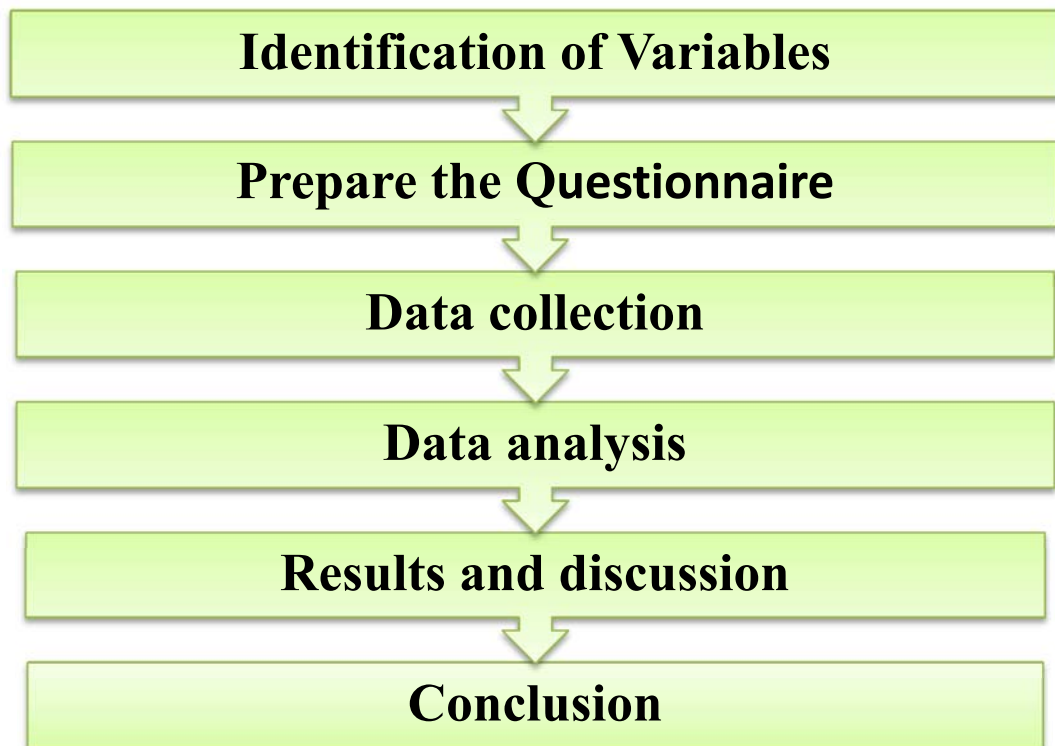 Identification of Variables
Prepare the Questionnaire
Data collection
Data analysis
Results and discussion
Conclusion